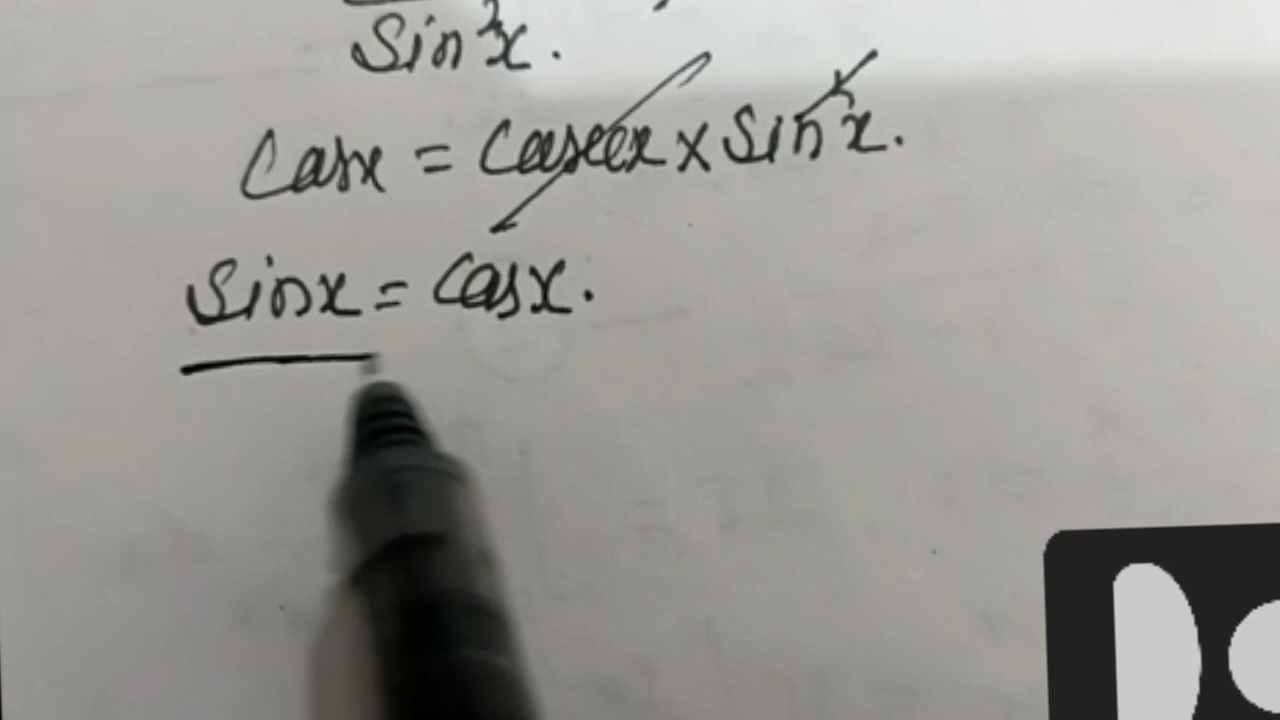 Sin²x.
Cosx = Cosecx × Sin²x.
Sinx = Cosx.